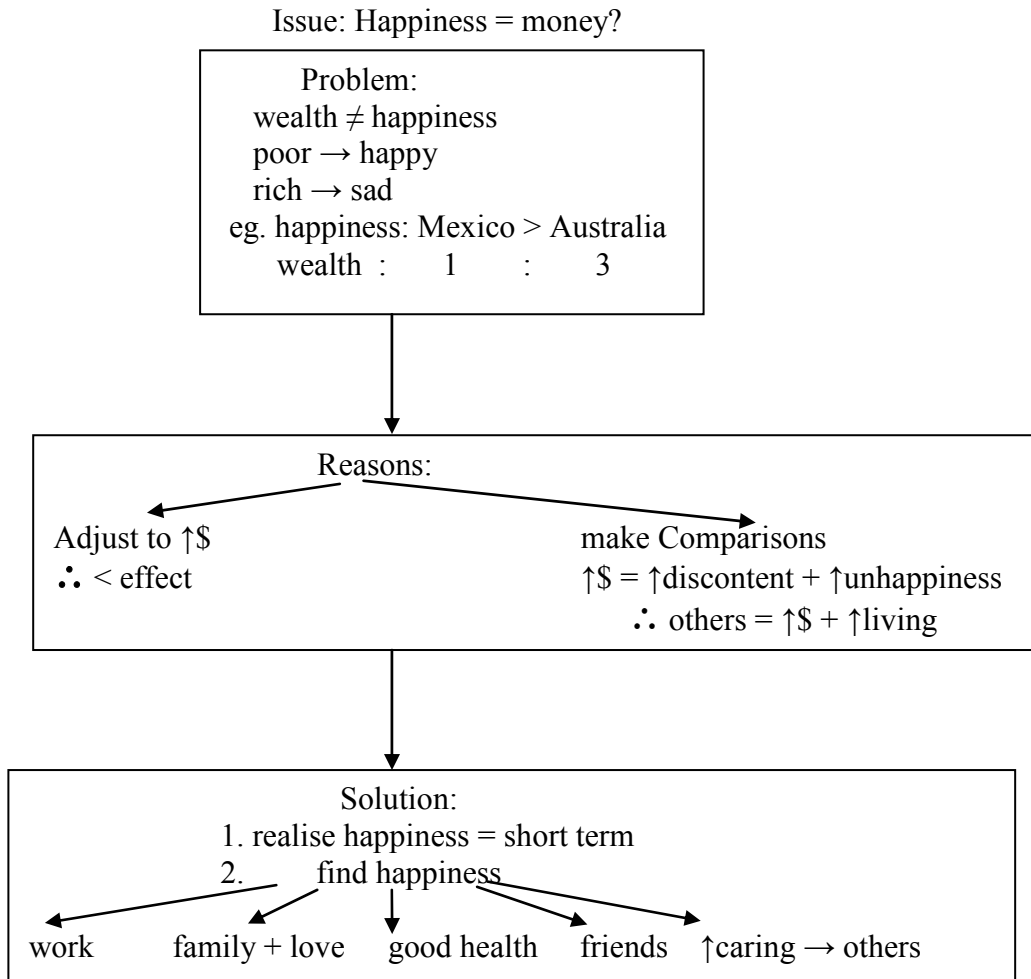 Issue: Happiness = money?
Problem:
wealth ≠ happiness
poor → happy
rich → sad
eg. happiness: Mexico > Australia
wealth : 1 : 3
Reasons:
Adjust to ↑$
∴ < effect
make Comparisons
↑$ = ↑discontent + ↑unhappiness
∴ others = ↑$ + ↑living
Solution:
1. realise happiness = short term
2. find happiness
work family + love good health friends ↑caring → others